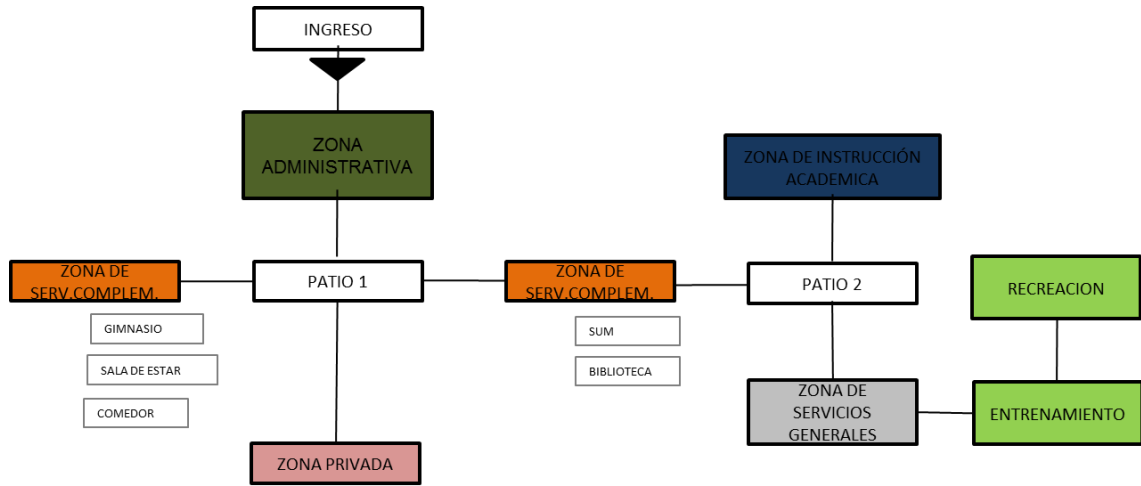 INGRESO
ZONA
ADMINISTRATIVA
ZONA DE INSTRUCCIÓN
ACADEMICA
ZONA DE
SERV.COMPLEM.
PATIO 1
ZONA DE
SERV.COMPLEM.
PATIO 2
RECREACION
GIMNASIO
SALA DE ESTAR
COMEDOR
SUM
BIBLIOTECA
ZONA DE
SERVICIOS
GENERALES
ENTRENAMIENTO
ZONA PRIVADA